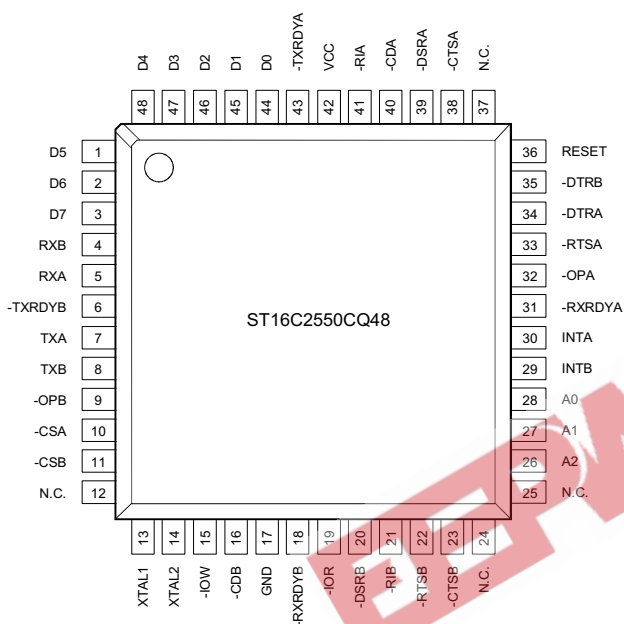 D4 D3 D2 D1 D0 -TXRDYA VCC -RIA -CDA -DSRA -CTSA N.C.
48 47 46 45 44 43 42 41 40 39 38 37
D5 1 36 RESET
D6 2 35 -DTRB
D7 3 34 -DTRA
RXB 4 33 -RTSA
RXA 5 32 -OPA
-TXRDYB 6 31 -RXRDYA
ST16C2550CQ48
TXA 7 30 INTA
TXB 8 29 INTB
-OPB 9 28 A0
-CSA 10 27 A1
-CSB 11 26 A2
N.C. 12 25 N.C.
13 14 15 16 17 18 19 20 21 22 23 24
XTAL1 XTAL2 -IOW -CDB GND -RXRDYB -IOR -DSRB -RIB -RTSB -CTSB N.C.